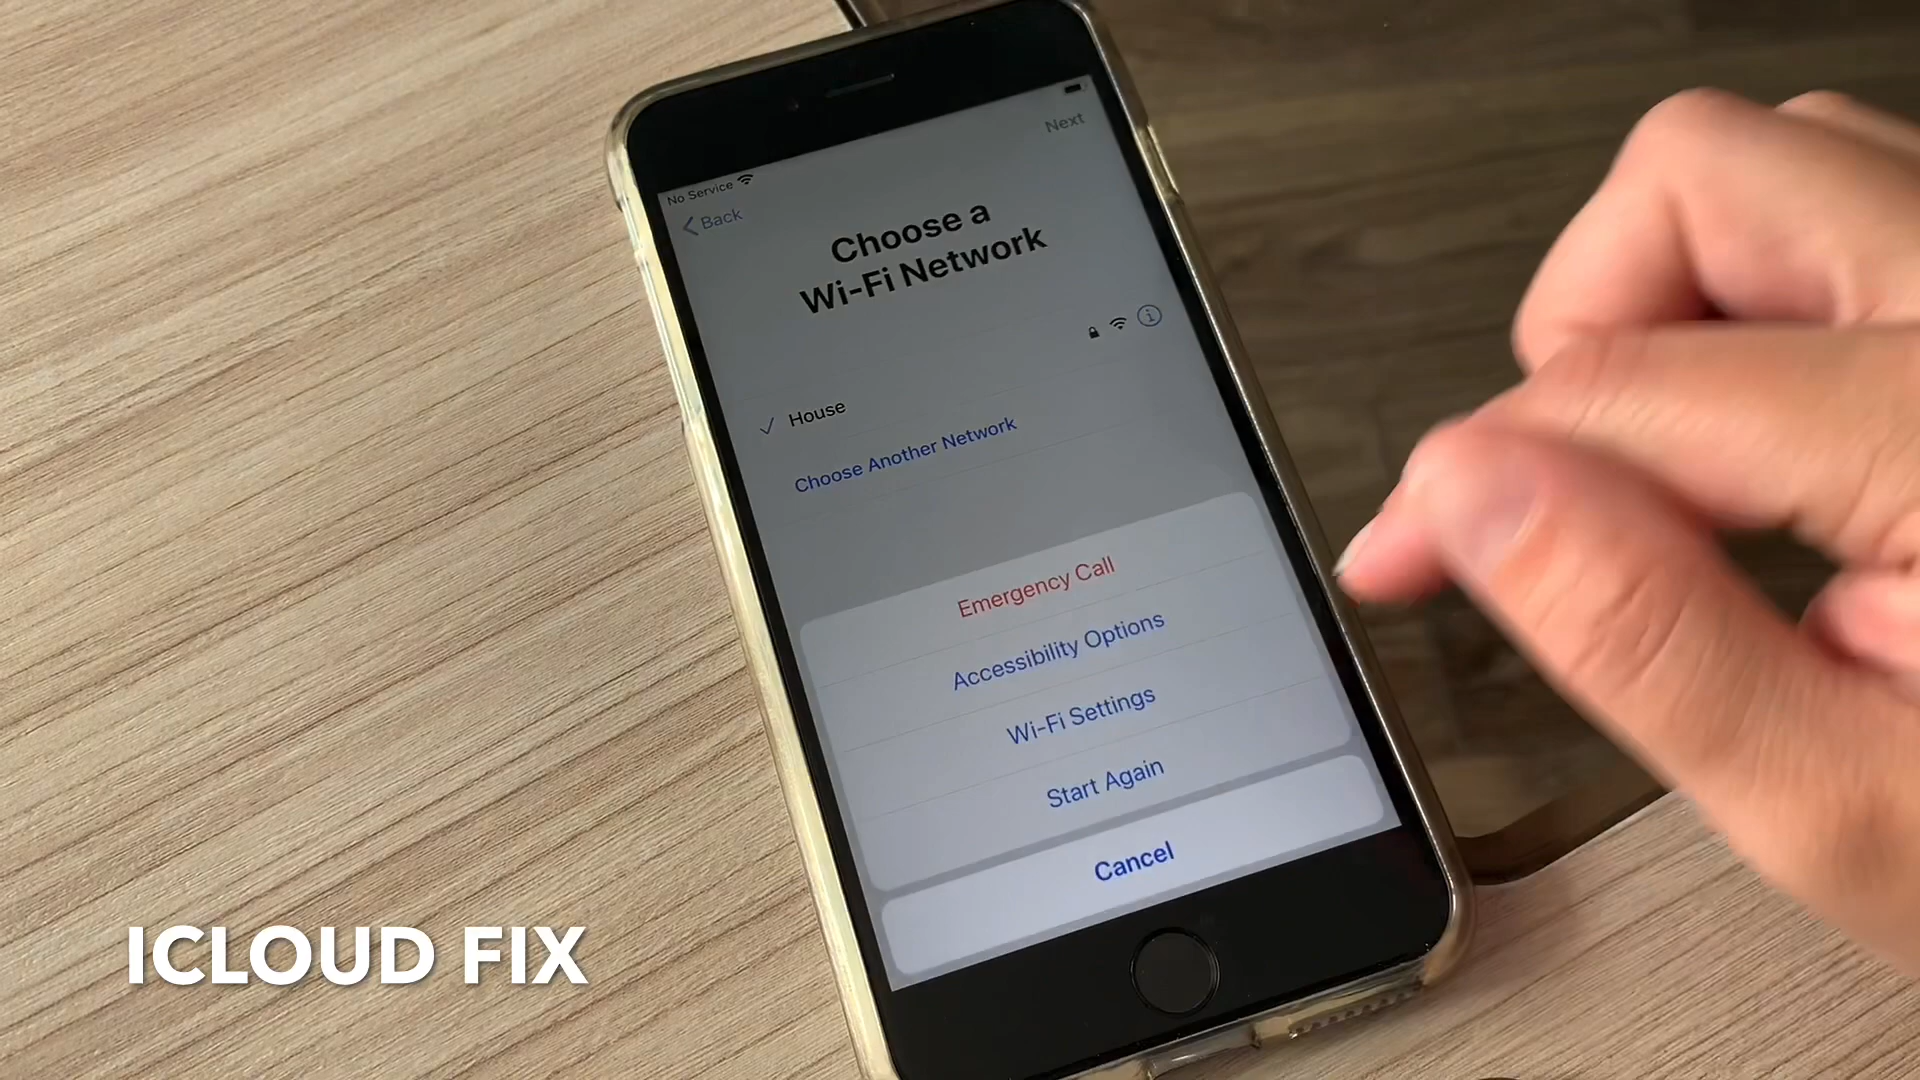 No Service
Next
Back
Choose a
Wi-Fi Network
House
Choose Another Network
Emergency Call
Accessibility Options
Wi-Fi Settings
Start Again
Cancel
ICLOUD FIX